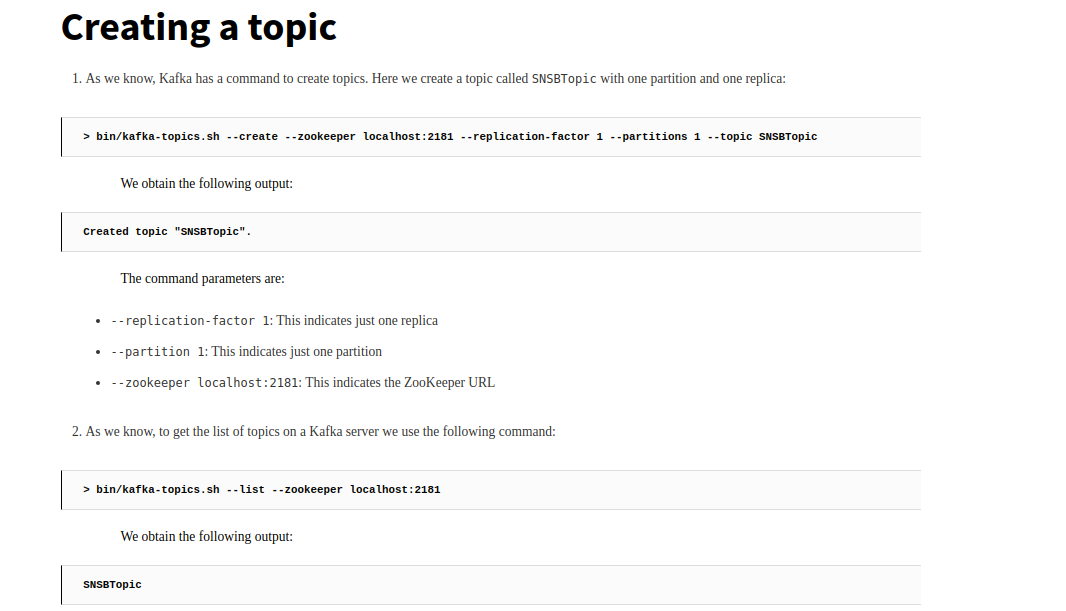 Creating a topic
1. As we know, Kafka has a command to create topics. Here we create a topic called SNSBTopic with one partition and one replica:
> bin/kafka-topics.sh --create --zookeeper localhost:2181 --replication-factor 1 --partitions 1 --topic SNSBTopic
We obtain the following output:
Created topic "SNSBTopic".
The command parameters are:
• --replication-factor 1: This indicates just one replica
• --partition 1: This indicates just one partition
• --zookeeper localhost:2181: This indicates the ZooKeeper URL
2. As we know, to get the list of topics on a Kafka server we use the following command:
> bin/kafka-topics.sh --list --zookeeper localhost:2181
We obtain the following output:
SNSBTopic